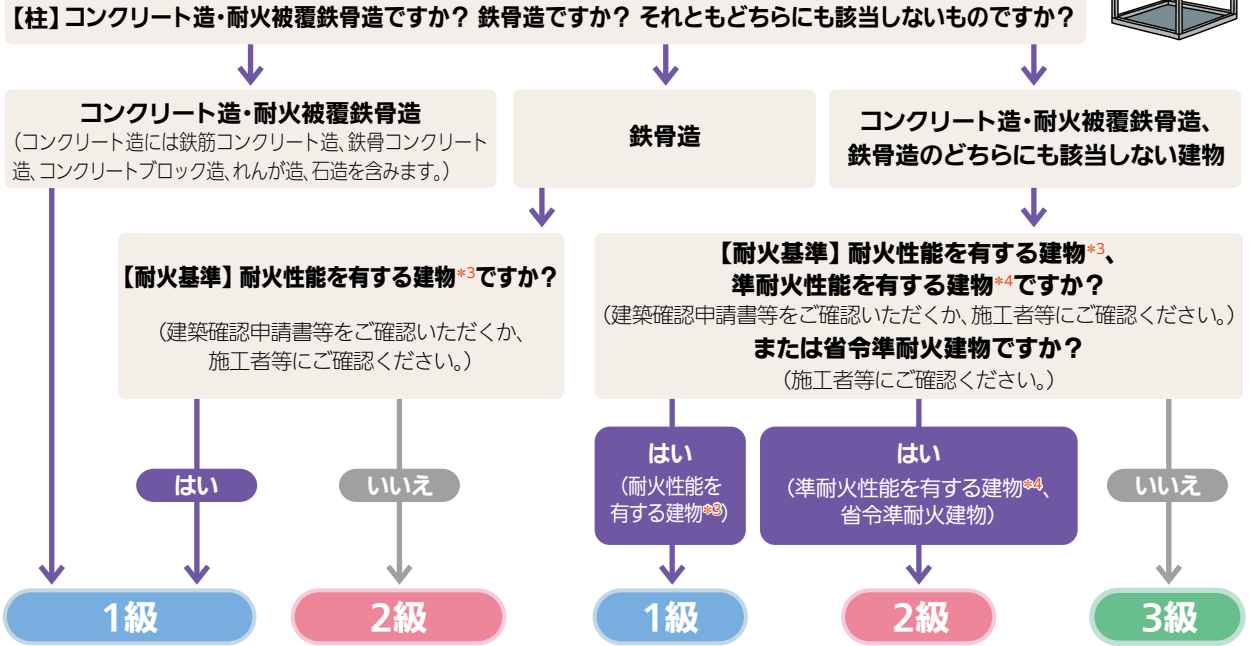 【柱】コンクリート造・耐火被覆鉄骨造ですか? 鉄骨造ですか? それともどちらにも該当しないものですか?
コンクリート造・耐火被覆鉄骨造
(コンクリート造には鉄筋コンクリート造、鉄骨コンクリート
造、コンクリートブロック造、れんが造、石造を含みます。)
鉄骨造
コンクリート造・耐火被覆鉄骨造、
鉄骨造のどちらにも該当しない建物
【耐火基準】耐火性能を有する建物*3ですか?
(建築確認申請書等をご確認いただくか、
施工者等にご確認ください。)
【耐火基準】耐火性能を有する建物*3、
準耐火性能を有する建物*4ですか?
(建築確認申請書等をご確認いただくか、施工者等にご確認ください。)
または省令準耐火建物ですか?
(施工者等にご確認ください。)
はい
いいえ
はい
(耐火性能を
有する建物*3)
はい
(準耐火性能を有する建物*4、
省令準耐火建物)
いいえ
1級
2級
1級
2級
3級